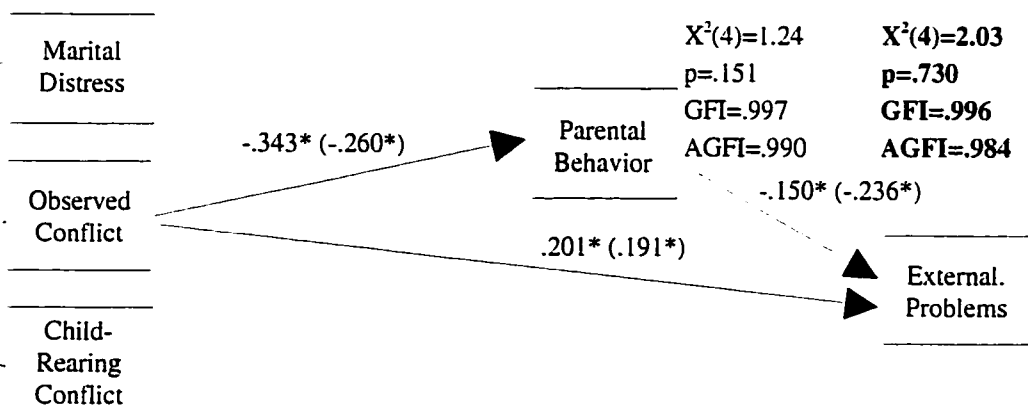 Marital
Distress
X²(4)=1.24
p=.151
GFI=.997
AGFI=.990
X²(4)=2.03
p=.730
GFI=.996
AGFI=.984
-.343* (-.260*)
Parental
Behavior
-.150* (-.236*)
Observed
Conflict
.201* (.191*)
External.
Problems
Child-
Rearing
Conflict